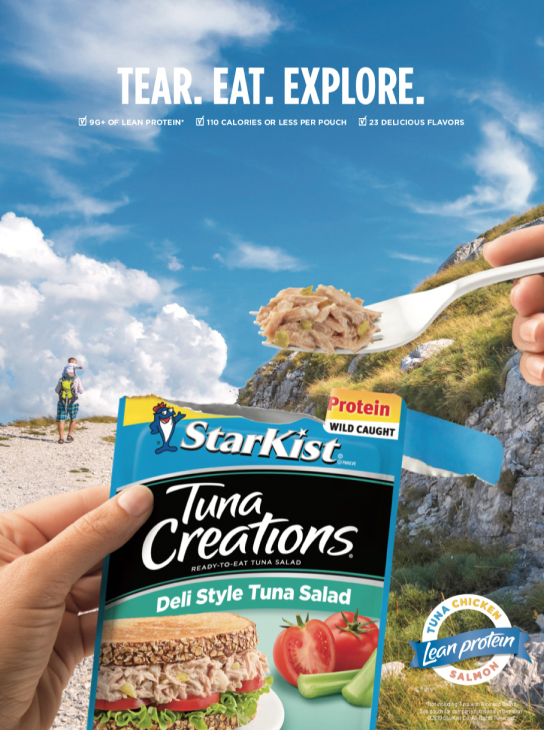 TEAR. EAT. EXPLORE.
9G+ OF LEAN PROTEIN* 110 CALORIES OR LESS PER POUCH 23 DELICIOUS FLAVORS
Protein
WILD CAUGHT
StarKist®
Tuna
Creations®
READY-TO-EAT TUNA SALAD
Deli Style Tuna Salad
TUNA CHICKEN
Lean protein
SALMON